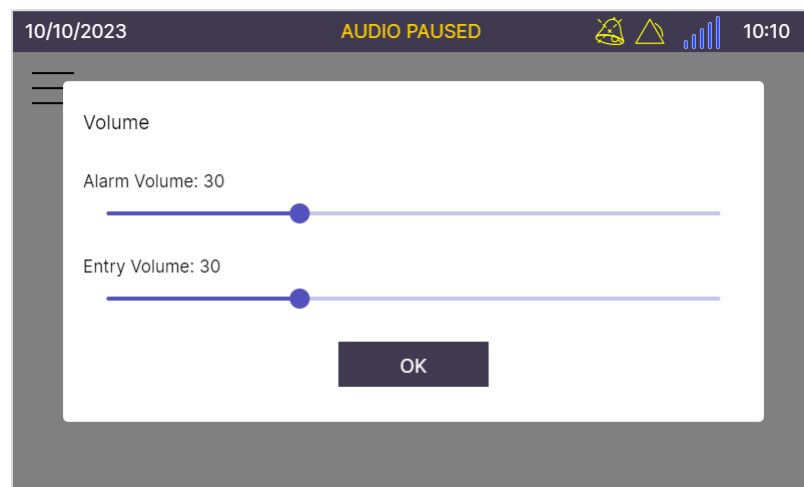 10/10/2023 AUDIO PAUSED 10:10
Volume
Alarm Volume: 30
Entry Volume: 30
OK